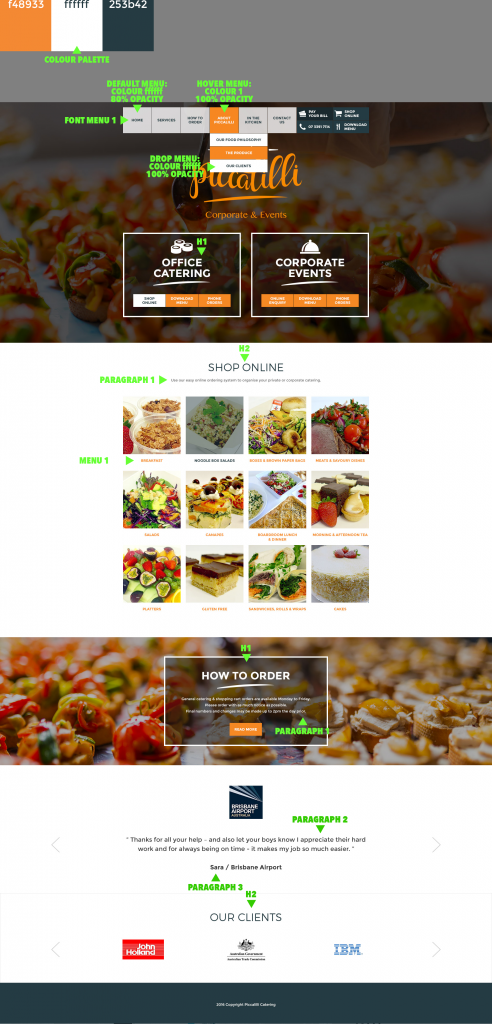 f48933
ffffff
253b42
COLOUR PALETTE
DEFAULT MENU:
COLOUR ffffff
80% OPACITY
HOVER MENU:
COLOUR 1
100% OPACITY
FONT MENU 1
HOME
SERVICES
HOW TO
ORDER
ABOUT
PICCALILLI
IN THE
KITCHEN
CONTACT
US
PAY
YOUR BILL
SHOP
ONLINE
07 3391 7114
DOWNLOAD
MENU
OUR FOOD PHILOSOPHY
THE PRODUCE
OUR CLIENTS
DROP MENU:
COLOUR ffffff
100% OPACITY
piccalilli
Corporate & Events
H1
OFFICE
CATERING
SHOP
ONLINE
DOWNLOAD
MENU
PHONE
ORDERS
CORPORATE
EVENTS
ONLINE
ENQUIRY
DOWNLOAD
MENU
PHONE
ORDERS
H2
SHOP ONLINE
PARAGRAPH 1
Use our easy online ordering system to organise your private or corporate catering.
MENU 1
BREAKFAST
NOODLE BOX SALADS
BOXES & BROWN PAPER BAGS
MEATS & SAVOURY DISHES
SALADS
CANAPES
BOARDROOM LUNCH
& DINNER
MORNING & AFTERNOON TEA
PLATTERS
GLUTEN FREE
SANDWICHES, ROLLS & WRAPS
CAKES
H1
HOW TO ORDER
General catering & shopping cart orders are available Monday to Friday.
Please order with as much notice as possible.
Final numbers and changes may be made up to 2pm the day prior.
READ MORE
PARAGRAPH 1
BRISBANE
AIRPORT
AUSTRALIA
PARAGRAPH 2
" Thanks for all your help – and also let your boys know I appreciate their hard
work and for always being on time - it makes my job so much easier. "
Sara / Brisbane Airport
PARAGRAPH 3
H2
OUR CLIENTS
John
Holland
Australian Government
Australian Trade Commission
IBM
2016 Copyright Piccalilli Catering